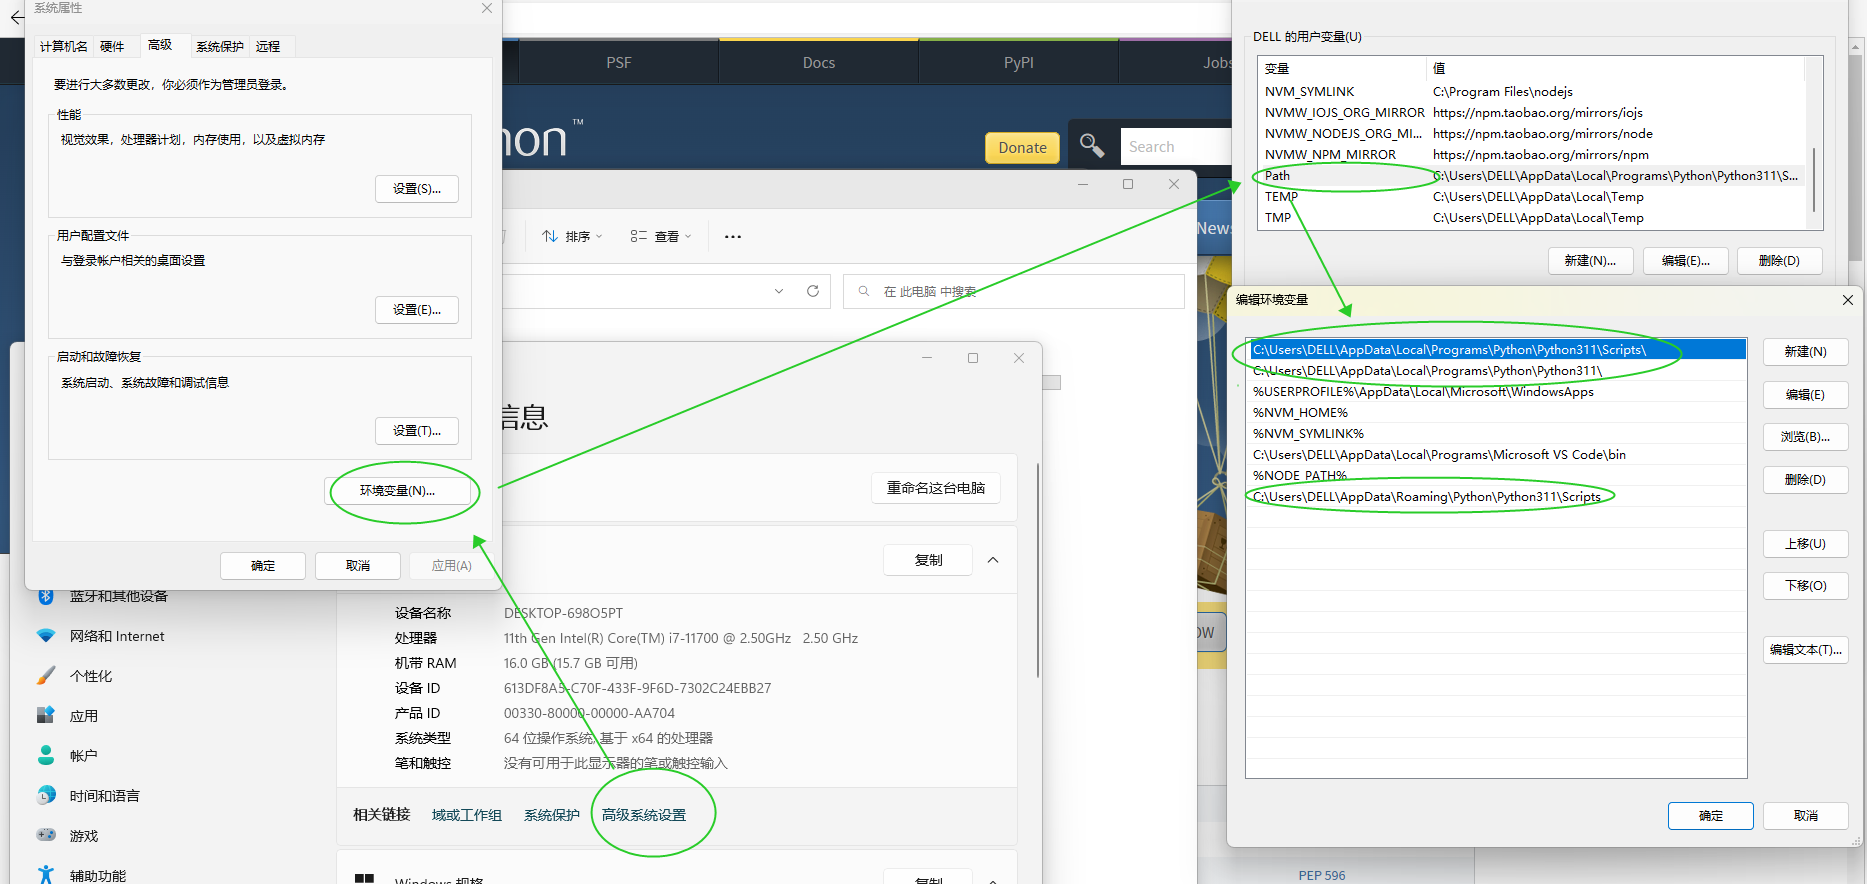 系统属性
计算机名
硬件
高级
系统保护
远程
要进行大多数更改，你必须作为管理员登录。
性能
视觉效果，处理器计划，内存使用，以及虚拟内存
设置(S)...
用户配置文件
与登录帐户相关的桌面设置
设置(E)...
启动和故障恢复
系统启动、系统故障和调试信息
设置(T)...
环境变量(N)...
确定
取消
应用(A)
PSF
Docs
PyPI
Jobs
hon
™
Donate
Search
News
排序
查看
在 此电脑 中搜索
信息
重命名这台电脑
复制
设备名称 DESKTOP-698O5PT
处理器 11th Gen Intel(R) Core(TM) i7-11700 @ 2.50GHz 2.50 GHz
机带 RAM 16.0 GB (15.7 GB 可用)
设备 ID 613DF8A5-C70F-433F-9F6D-7302C24EBB27
产品 ID 00330-80000-00000-AA704
系统类型 64 位操作系统, 基于 x64 的处理器
笔和触控 没有可用于此显示器的笔或触控输入
相关链接 域或工作组 系统保护 高级系统设置
Windows 规格
复制
蓝牙和其他设备
网络和 Internet
个性化
应用
帐户
时间和语言
游戏
辅助功能
OW
PEP 596
DELL 的用户变量(U)
变量 值
NVM_SYMLINK C:\Program Files\nodejs
NVMW_IOJS_ORG_MIRROR https://npm.taobao.org/mirrors/iojs
NVMW_NODEJS_ORG_MI... https://npm.taobao.org/mirrors/node
NVMW_NPM_MIRROR https://npm.taobao.org/mirrors/npm
Path C:\Users\DELL\AppData\Local\Programs\Python\Python311\S...
TEMP C:\Users\DELL\AppData\Local\Temp
TMP C:\Users\DELL\AppData\Local\Temp
新建(N)...
编辑(E)...
删除(D)
编辑环境变量
C:\Users\DELL\AppData\Local\Programs\Python\Python311\Scripts\
C:\Users\DELL\AppData\Local\Programs\Python\Python311\
%USERPROFILE%\AppData\Local\Microsoft\WindowsApps
%NVM_HOME%
%NVM_SYMLINK%
C:\Users\DELL\AppData\Local\Programs\Microsoft VS Code\bin
%NODE_PATH%
C:\Users\DELL\AppData\Roaming\Python\Python311\Scripts
新建(N)
编辑(E)
浏览(B)...
删除(D)
上移(U)
下移(O)
编辑文本(T)...
确定
取消